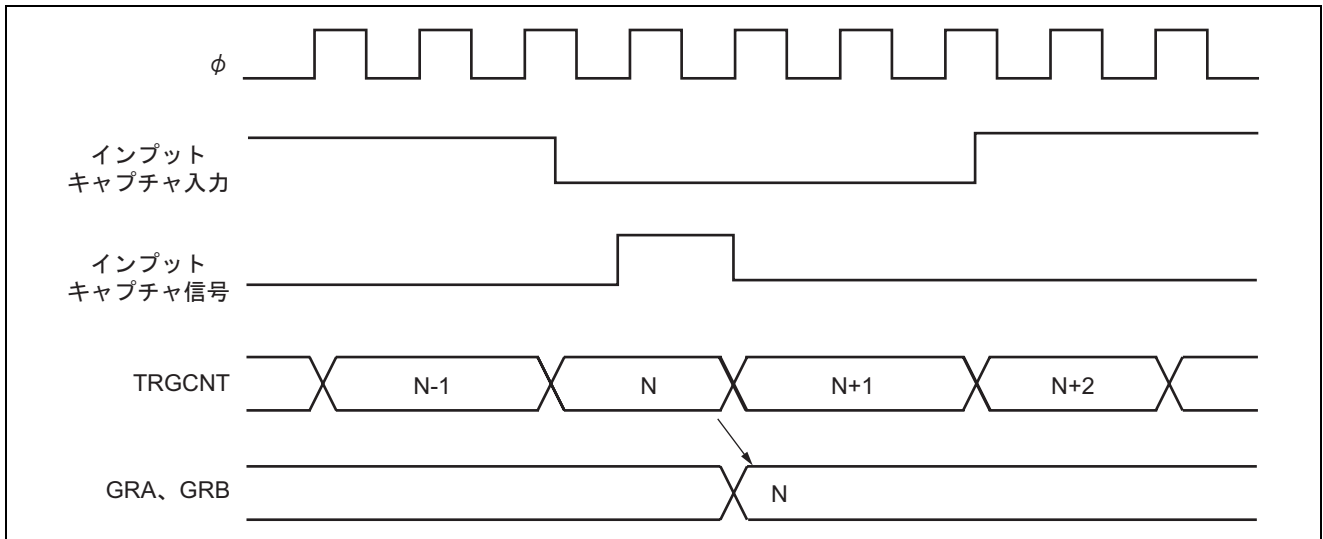 φ
インプット
キャプチャ入力
インプット
キャプチャ信号
TRGCNT N-1 N N+1 N+2
GRA、GRB N